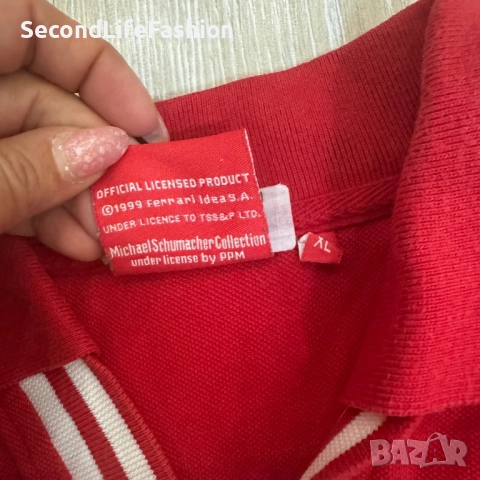 SecondLifeFashion
OFFICIAL LICENSED PRODUCT
©1999 Ferrari Idea S.A.
UNDER LICENCE TO TSS&P LTD.
Michael Schumacher Collection
under license by PPM
XL
BAZAR